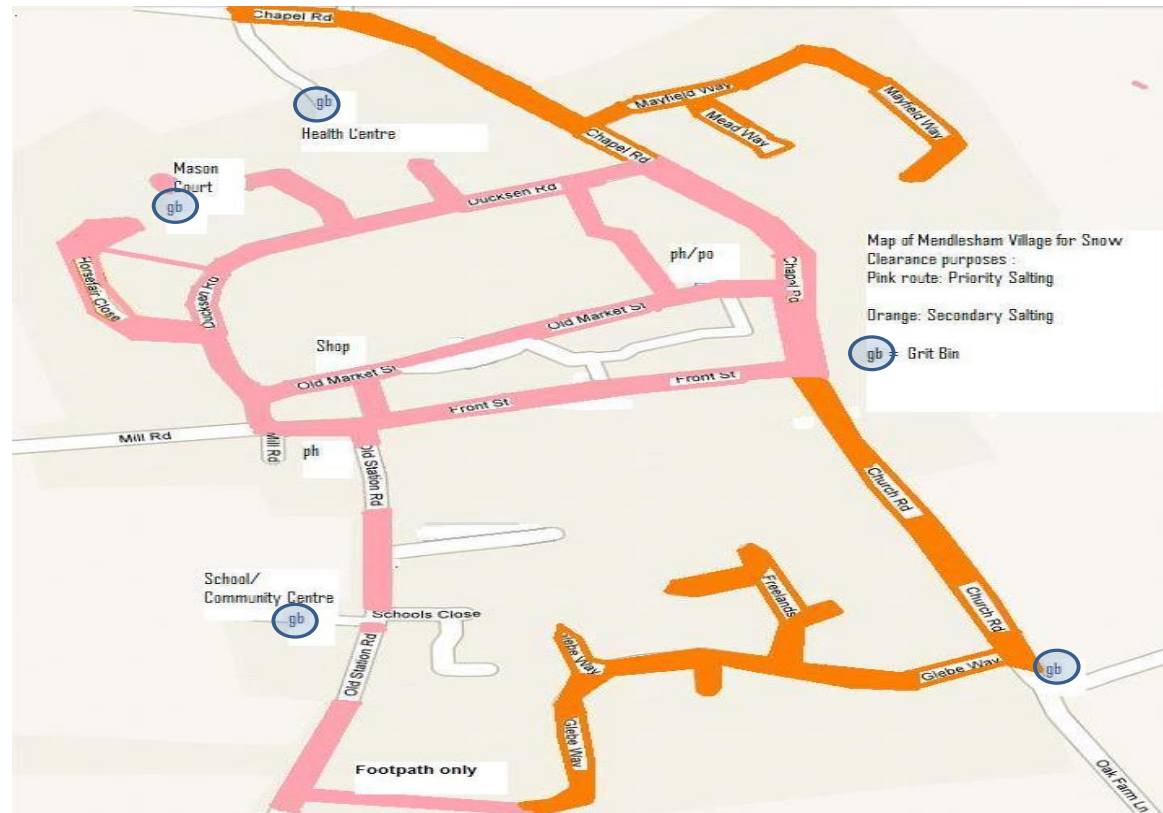 Chapel Rd
gb
Health Centre
Mayfield Way
Mayfield Way
Mead Way
Chapel Rd
Mason
Court
gb
Ducksen Rd
Horsefair Close
Ducksen Rd
ph/po
Chapel Rd
Map of Mendlesham Village for Snow
Clearance purposes :
Pink route: Priority Salting
Orange: Secondary Salting
gb = Grit Bin
Old Market St
Shop
Old Market St
Front St
Front St
Mill Rd
Mill Rd
ph
Old Station Rd
Church Rd
School/
Community Centre
gb
Schools Close
Freelands
Church Rd
Old Station Rd
Glebe Way
Glebe Way
gb
Glebe Way
Footpath only
Oak Farm Ln